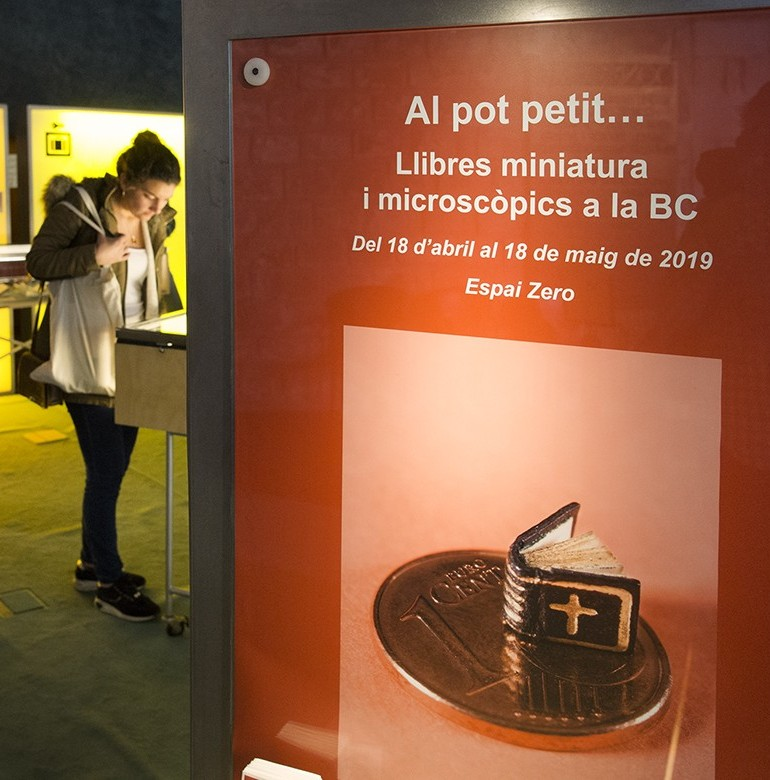 Al pot petit...
Llibres miniatura
i microscòpics a la BC
Del 18 d'abril al 18 de maig de 2019
Espai Zero
1
EURO
CENT